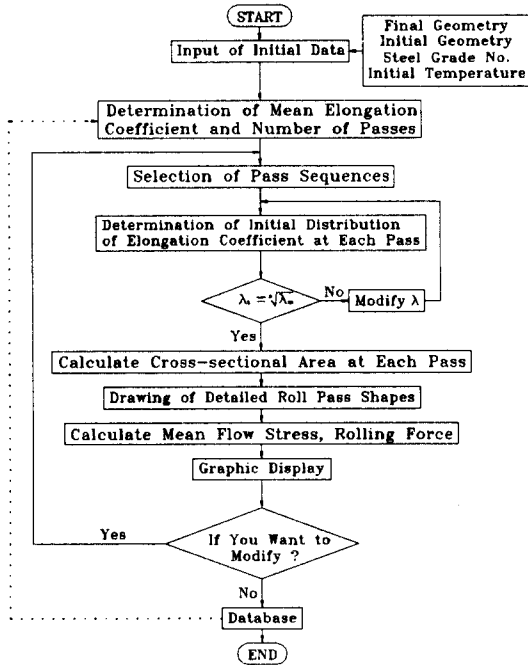 START
Input of Initial Data
Final Geometry
Initial Geometry
Steel Grade No.
Initial Temperature
Determination of Mean Elongation
Coefficient and Number of Passes
Selection of Pass Sequences
Determination of Initial Distribution
of Elongation Coefficient at Each Pass
No
Modify λ
Yes
Calculate Cross-sectional Area at Each Pass
Drawing of Detailed Roll Pass Shapes
Calculate Mean Flow Stress, Rolling Force
Graphic Display
Yes
If You Want to
Modify ?
No
Database
END